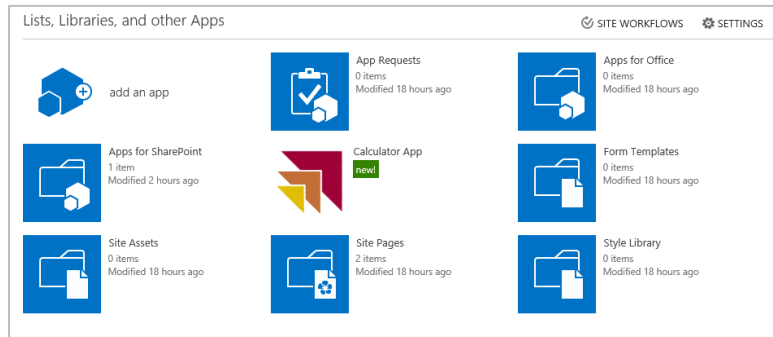 Lists, Libraries, and other Apps
SITE WORKFLOWS
SETTINGS
add an app
App Requests
0 items
Modified 18 hours ago
Apps for Office
0 items
Modified 18 hours ago
Apps for SharePoint
1 item
Modified 2 hours ago
Calculator App
new!
Form Templates
0 items
Modified 18 hours ago
Site Assets
0 items
Modified 18 hours ago
Site Pages
2 items
Modified 18 hours ago
Style Library
0 items
Modified 18 hours ago